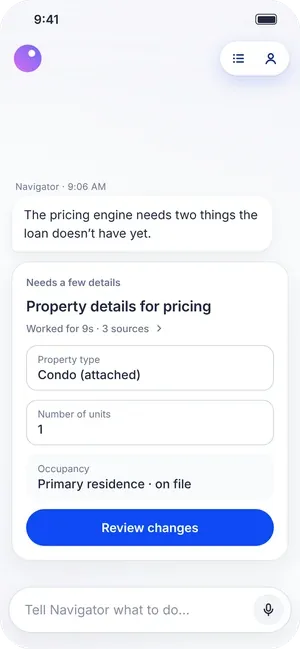 9:41
Navigator · 9:06 AM
The pricing engine needs two things the
loan doesn’t have yet.
Needs a few details
Property details for pricing
Worked for 9s · 3 sources
Property type
Condo (attached)
Number of units
1
Occupancy
Primary residence · on file
Review changes
Tell Navigator what to do...